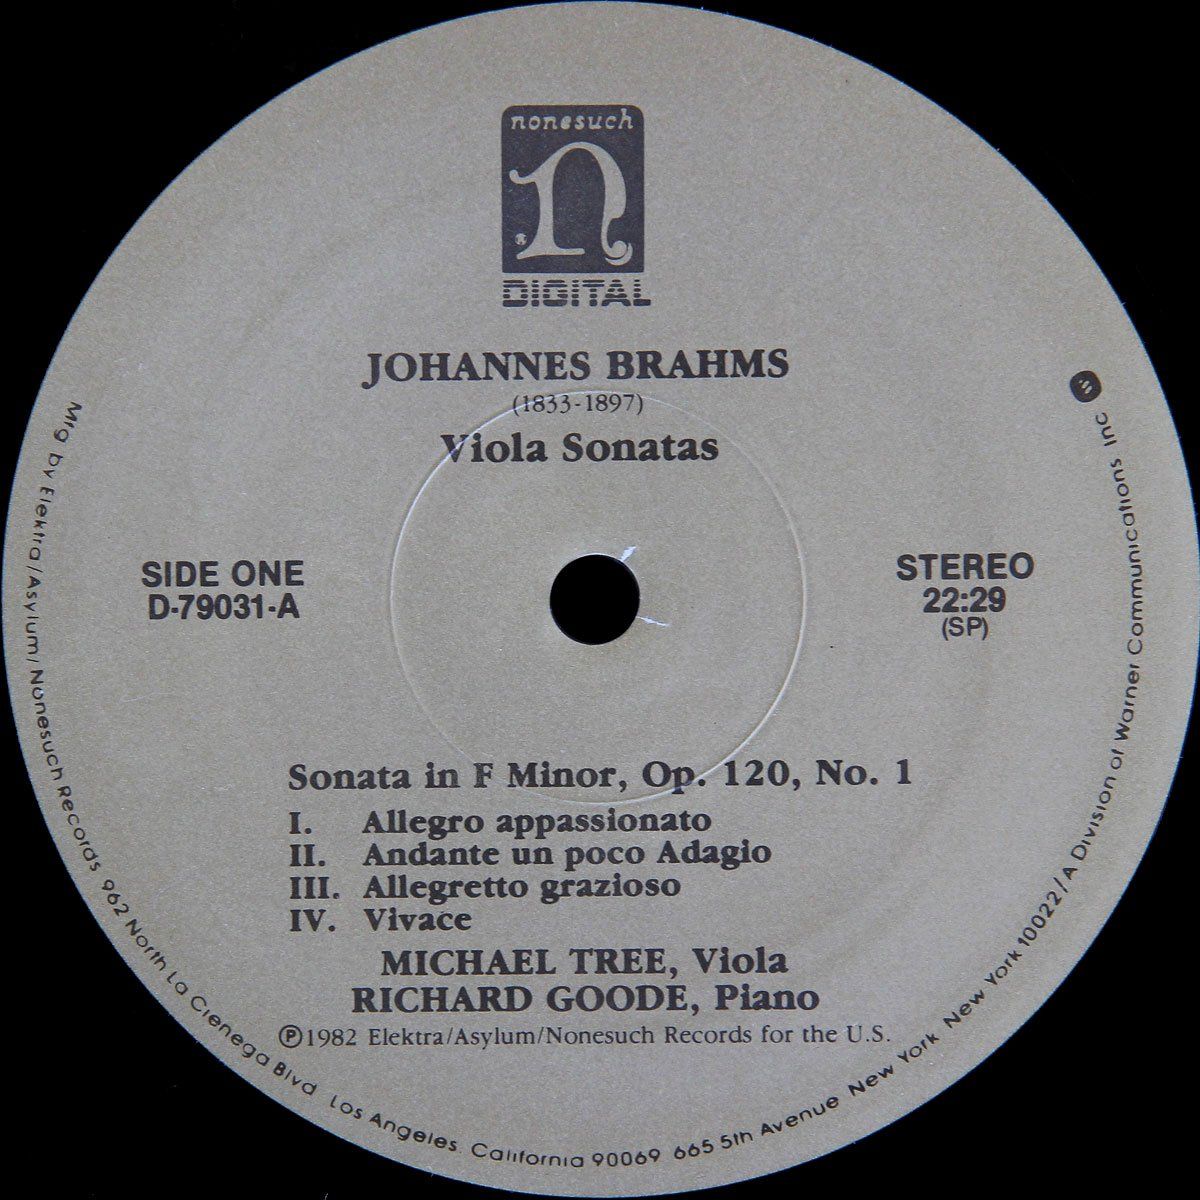 nonesuch
n
®
DIGITAL
JOHANNES BRAHMS
(1833-1897)
Viola Sonatas
SIDE ONE
D-79031-A
STEREO
22:29
(SP)
Sonata in F Minor, Op. 120, No. 1
I. Allegro appassionato
II. Andante un poco Adagio
III. Allegretto grazioso
IV. Vivace
MICHAEL TREE, Viola
RICHARD GOODE, Piano
℗1982 Elektra/Asylum/Nonesuch Records for the U.S.
Mfg by Elektra/Asylum/Nonesuch Records 962 North La Cienega Blvd Los Angeles. California 90069 665 5th Avenue New York New York 10022/A Division of Warner Communications Inc